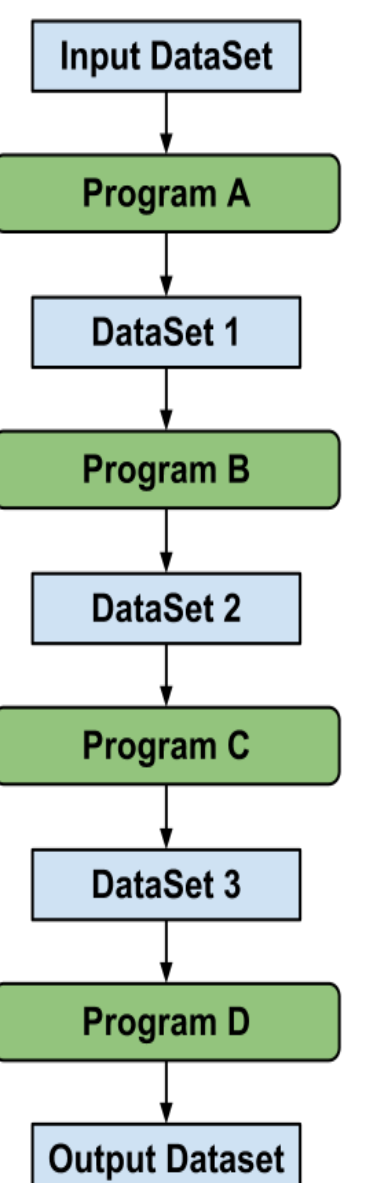 Input DataSet
Program A
DataSet 1
Program B
DataSet 2
Program C
DataSet 3
Program D
Output Dataset